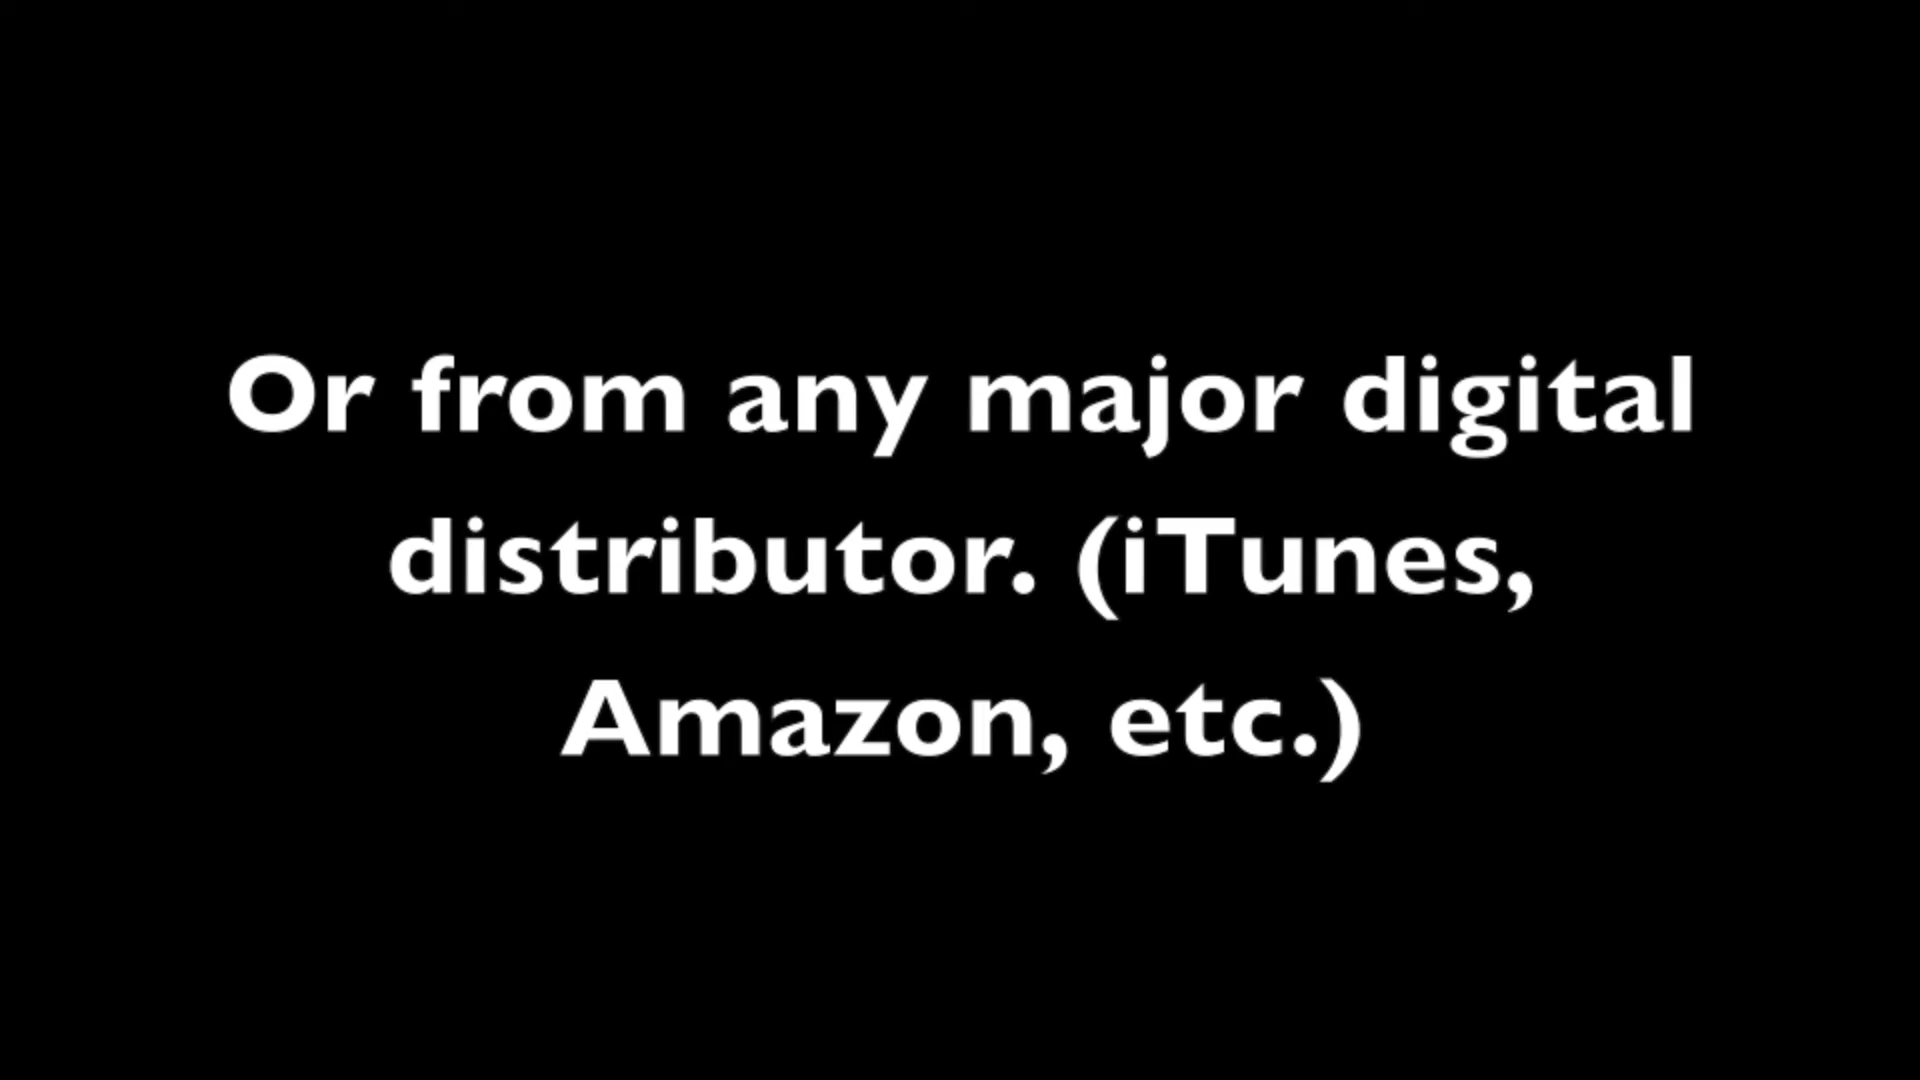 Or from any major digital
distributor. (iTunes,
Amazon, etc.)